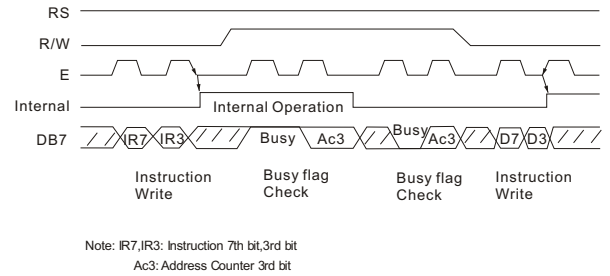 RS
R/W
E
Internal Internal Operation
DB7 IR7 IR3 Busy Ac3 Busy Ac3 D7 D3
Instruction Write Busy flag Check Busy flag Check Instruction Write
Note: IR7,IR3: Instruction 7th bit,3rd bit
Ac3: Address Counter 3rd bit